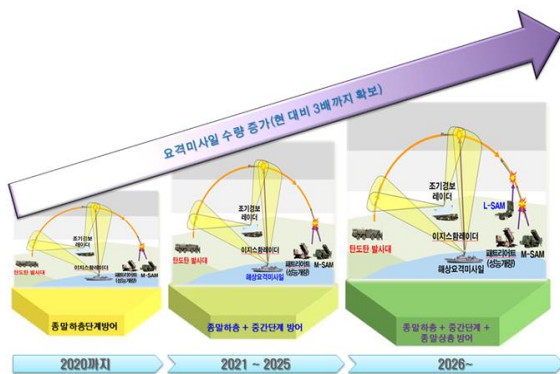 요격미사일 수량 증가(현 대비 3배까지 확보)
조기경보
레이더
이지스함레이더
탄도탄 발사대
패트리어트
(성능개량)
M-SAM
종말하층단계방어
2020까지
조기경보
레이더
이지스함레이더
탄도탄 발사대
해상요격미사일
패트리어트
(성능개량)
M-SAM
종말하층 + 중간단계 방어
2021 ~ 2025
조기경보
레이더
L-SAM
탄도탄 발사대
이지스함레이더
해상요격미사일
패트리어트
(성능개량)
M-SAM
종말하층 + 중간단계 +
종말상층 방어
2026~